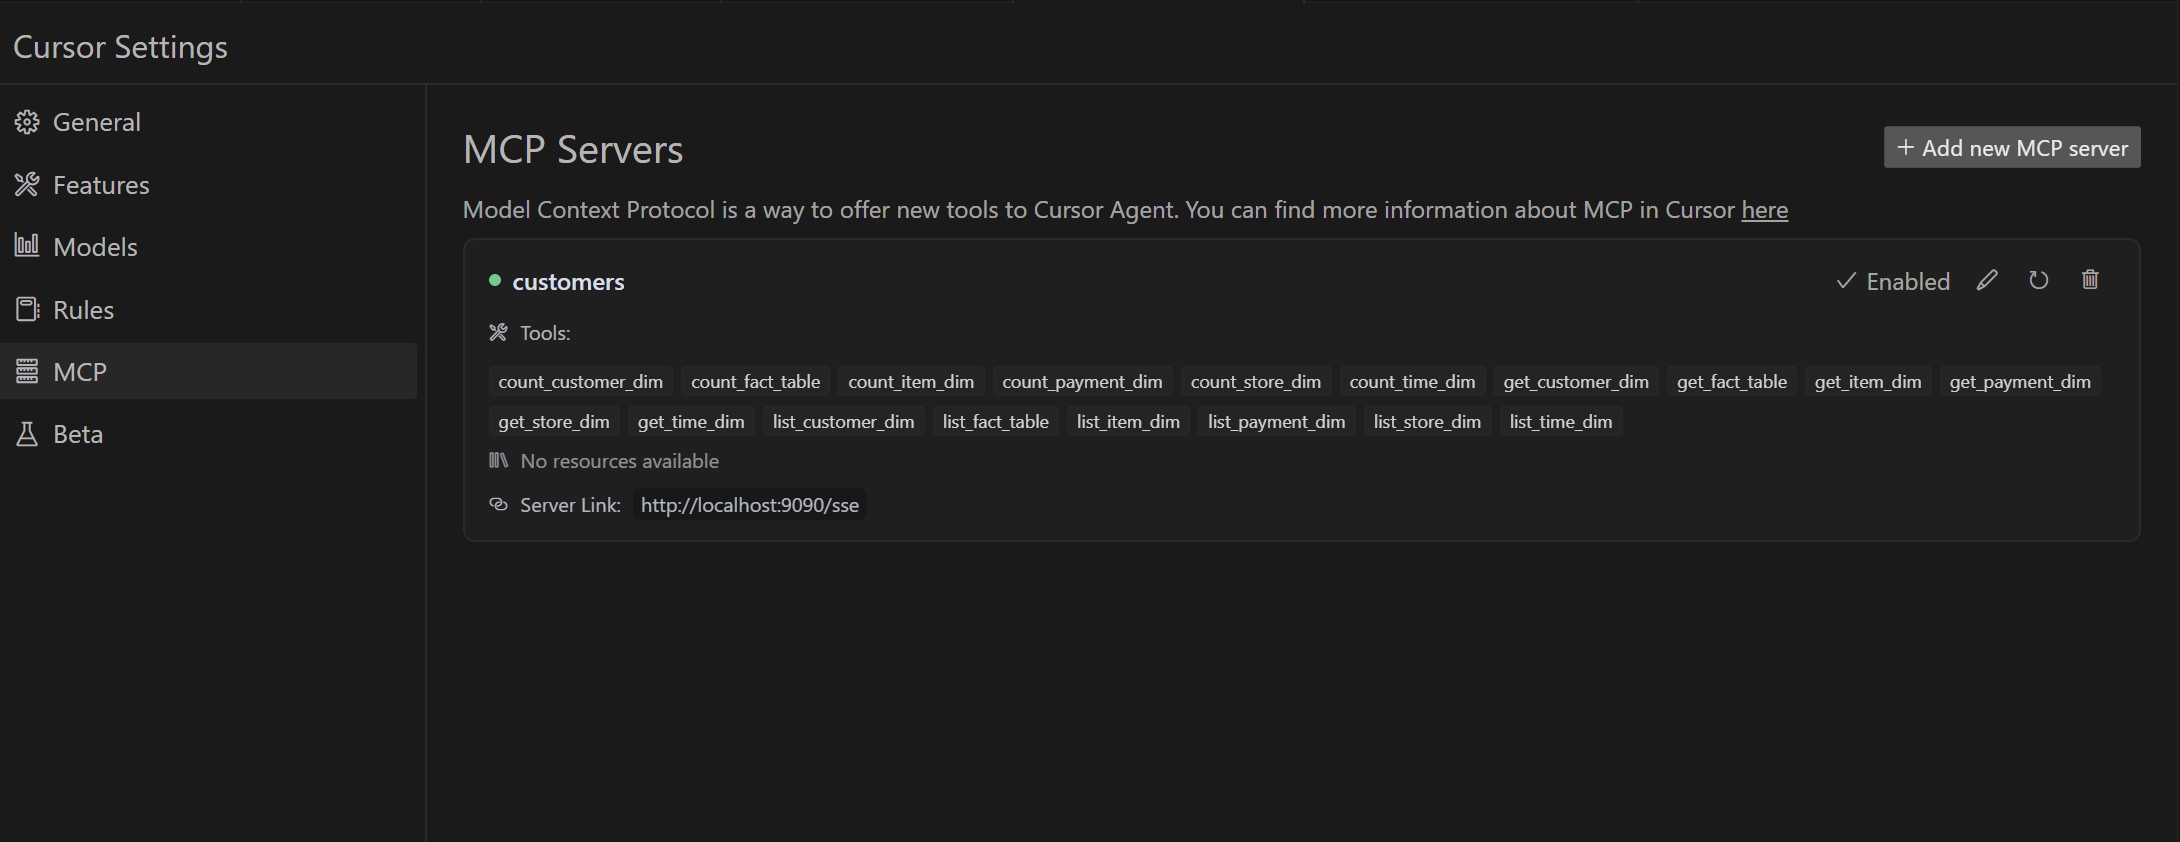 Cursor Settings
General
Features
Models
Rules
MCP
Beta
MCP Servers
+ Add new MCP server
Model Context Protocol is a way to offer new tools to Cursor Agent. You can find more information about MCP in Cursor here
customers
Enabled
Tools:
count_customer_dim count_fact_table count_item_dim count_payment_dim count_store_dim count_time_dim get_customer_dim get_fact_table get_item_dim get_payment_dim
get_store_dim get_time_dim list_customer_dim list_fact_table list_item_dim list_payment_dim list_store_dim list_time_dim
No resources available
Server Link: http://localhost:9090/sse